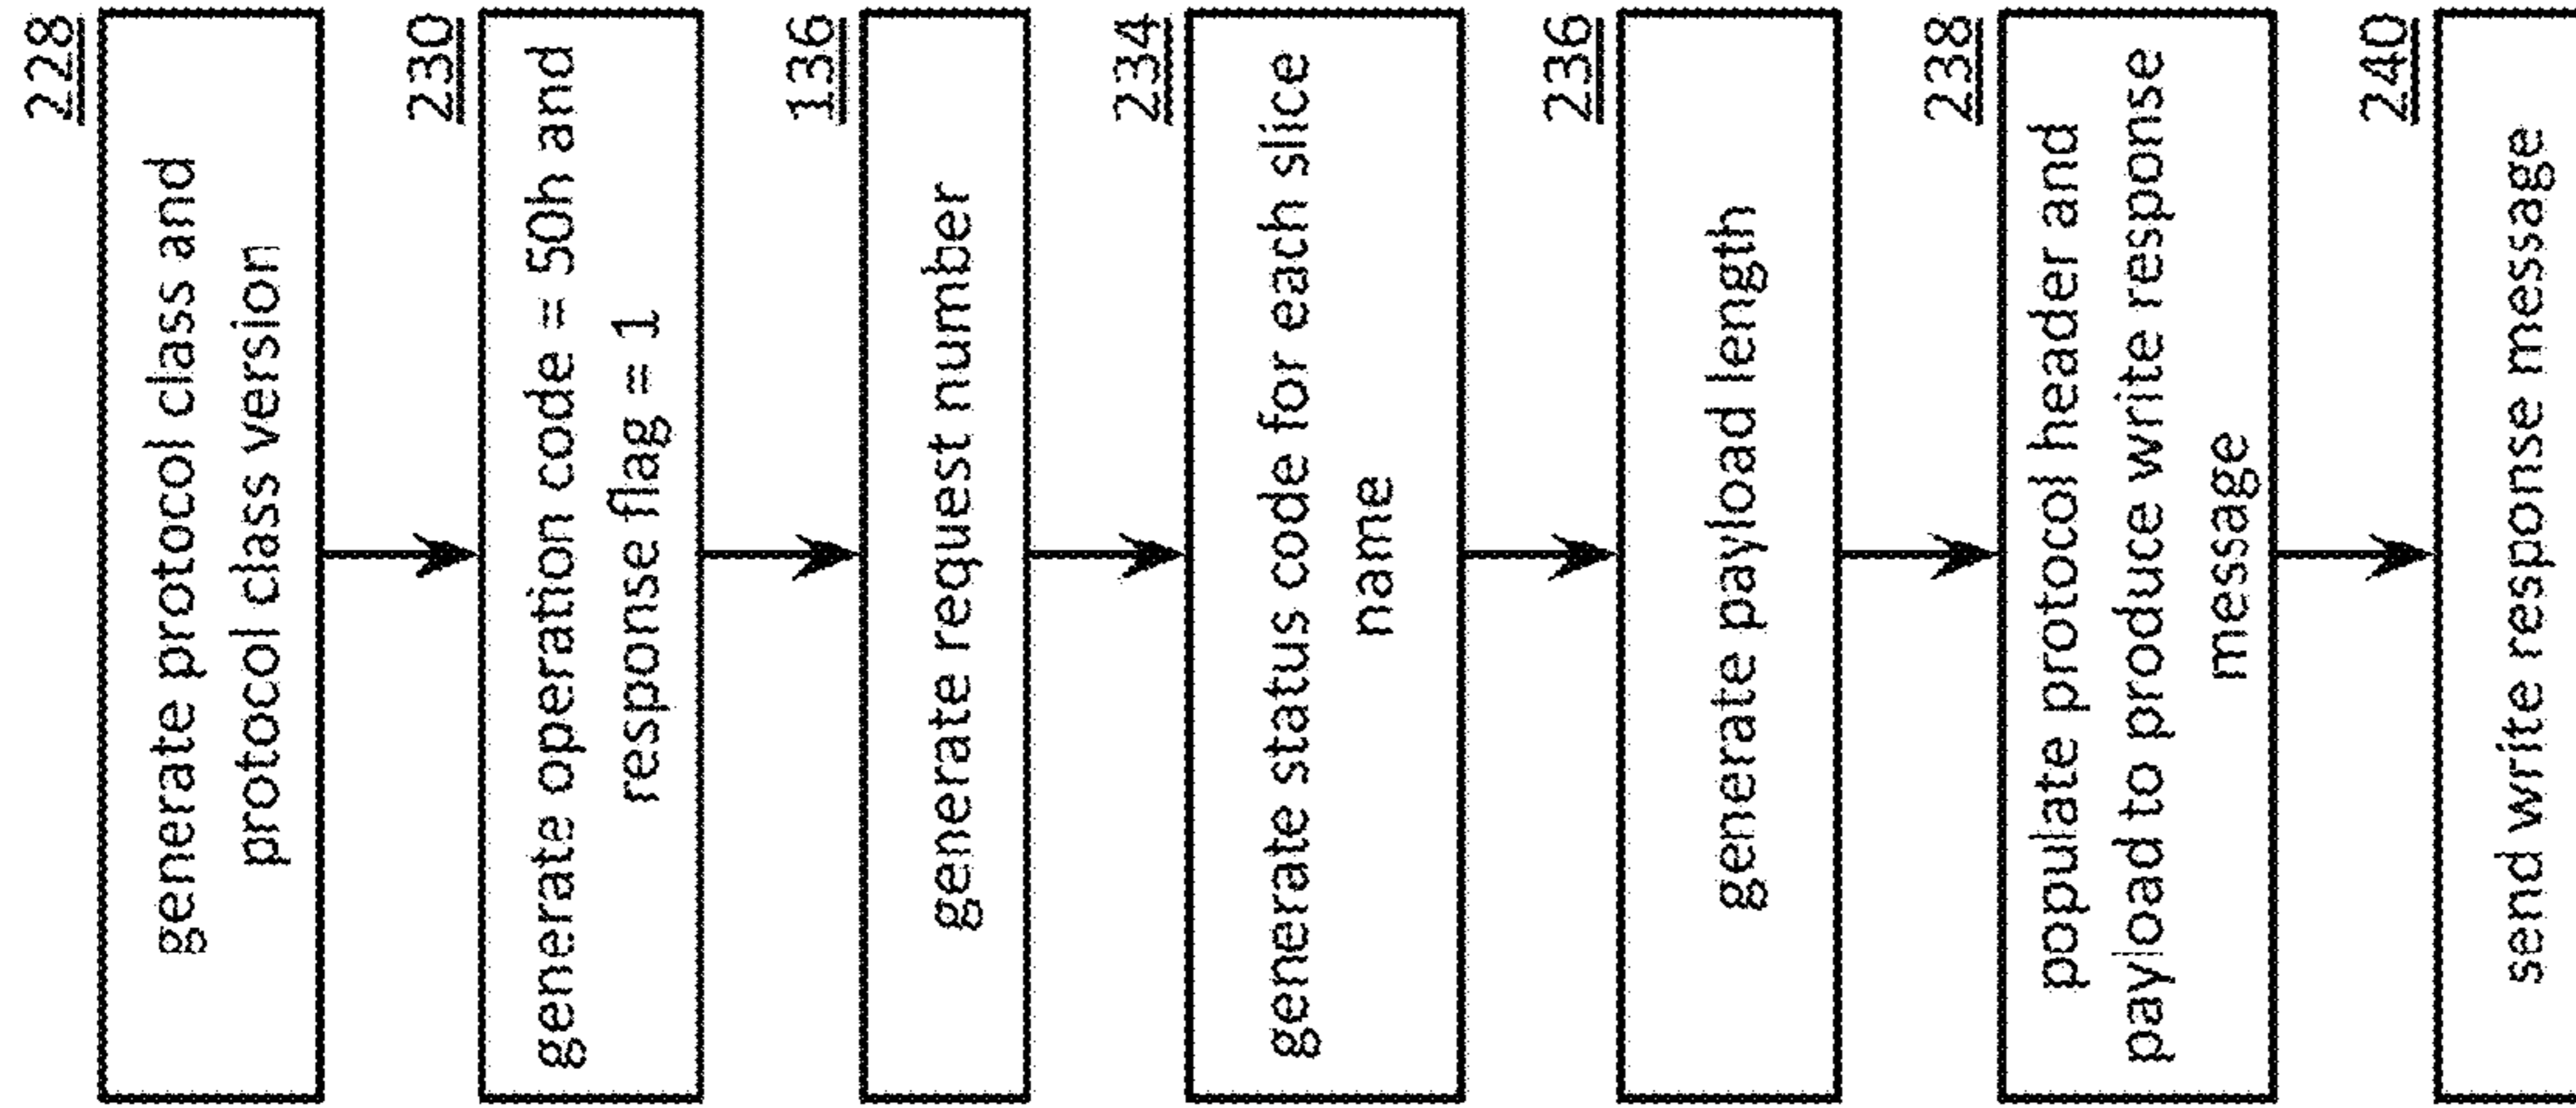 228
generate protocol class and
protocol class version
230
generate operation code = 50h and
response flag = 1
136
generate request number
234
generate status code for each slice
name
236
generate payload length
238
populate protocol header and
payload to produce write response
message
240
send write response message